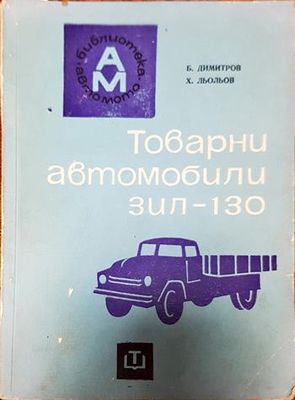 библиотека
АМ
автомото
Б. ДИМИТРОВ
Х. ЛЬОЛЬОВ
Товарни
автомобили
зил-130
Т